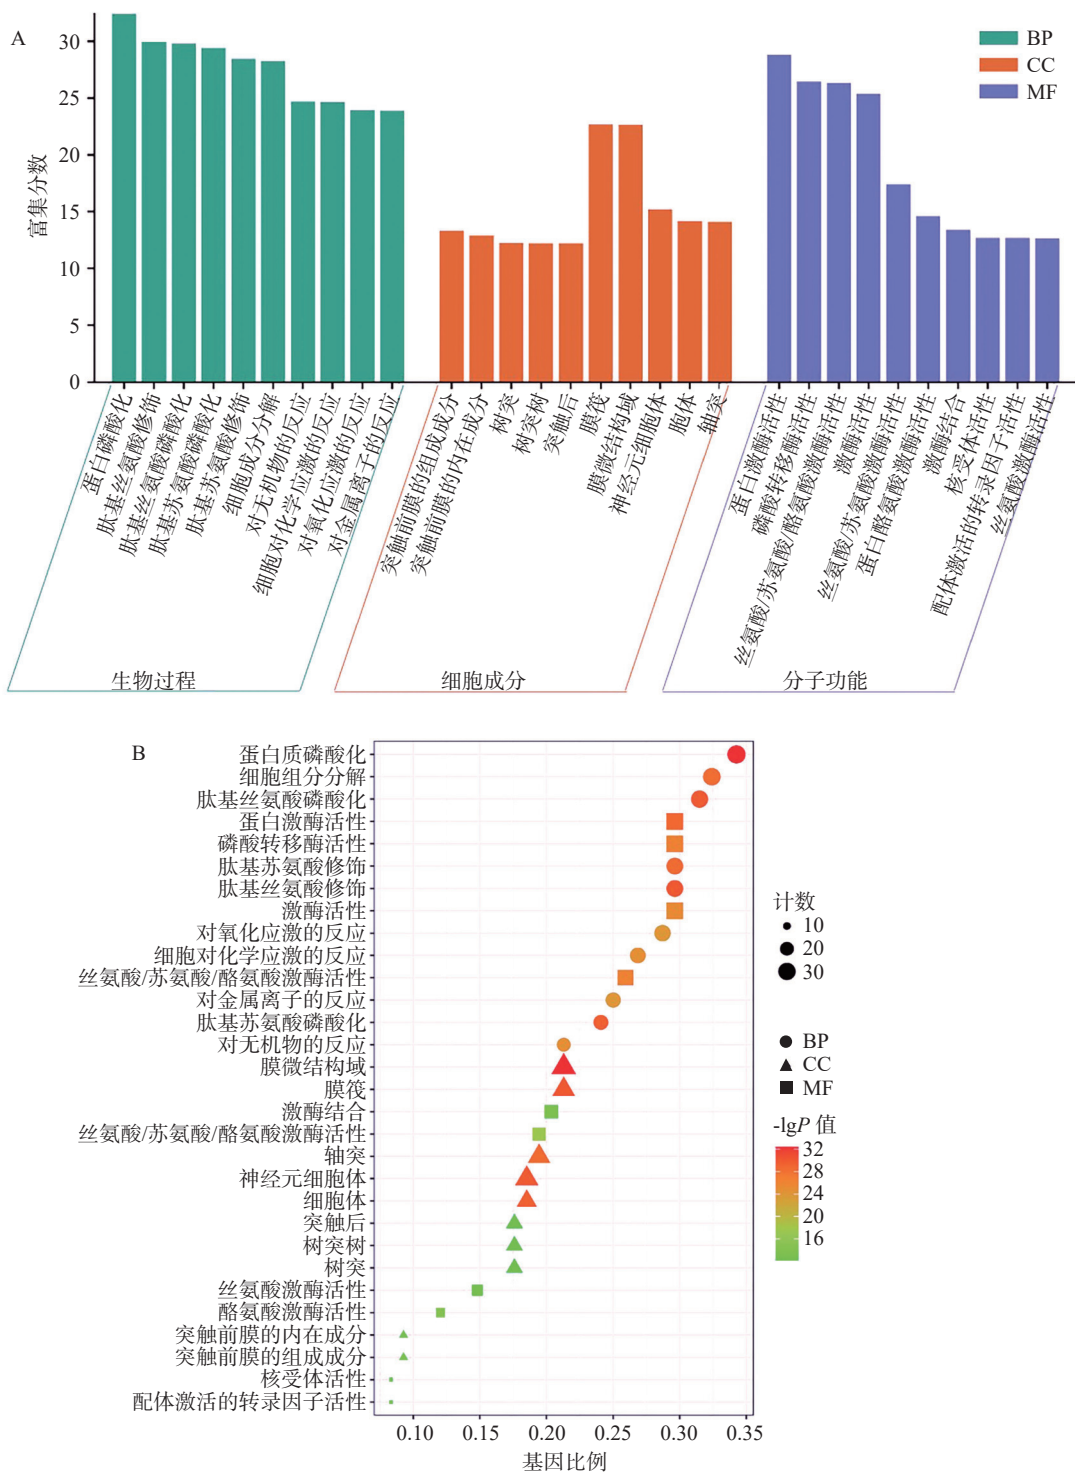 A
BP
CC
MF
富集分数
30
25
20
15
10
5
0
蛋白磷酸化
肽基丝氨酸修饰
肽基丝氨酸磷酸化
肽基苏氨酸磷酸化
肽基苏氨酸修饰
细胞成分分解
对无机物的反应
细胞对化学应激的反应
对氧化应激的反应
对金属离子的反应
突触前膜的组成成分
突触前膜的内在成分
树突
树突树
突触后
膜筏
膜微结构域
神经元细胞体
胞体
轴突
蛋白激酶活性
磷酸转移酶活性
丝氨酸/苏氨酸/酪氨酸激酶活性
激酶活性
丝氨酸/苏氨酸激酶活性
蛋白酪氨酸激酶活性
激酶结合
核受体活性
配体激活的转录因子活性
丝氨酸激酶活性
生物过程
细胞成分
分子功能
B
蛋白质磷酸化
细胞组分分解
肽基丝氨酸磷酸化
蛋白激酶活性
磷酸转移酶活性
肽基苏氨酸修饰
肽基丝氨酸修饰
激酶活性
对氧化应激的反应
细胞对化学应激的反应
丝氨酸/苏氨酸/酪氨酸激酶活性
对金属离子的反应
肽基苏氨酸磷酸化
对无机物的反应
膜微结构域
膜筏
激酶结合
丝氨酸/苏氨酸/酪氨酸激酶活性
轴突
神经元细胞体
细胞体
突触后
树突树
树突
丝氨酸激酶活性
酪氨酸激酶活性
突触前膜的内在成分
突触前膜的组成成分
核受体活性
配体激活的转录因子活性
0.10 0.15 0.20 0.25 0.30 0.35
基因比例
计数
10
20
30
BP
CC
MF
-lgP 值
32
28
24
20
16